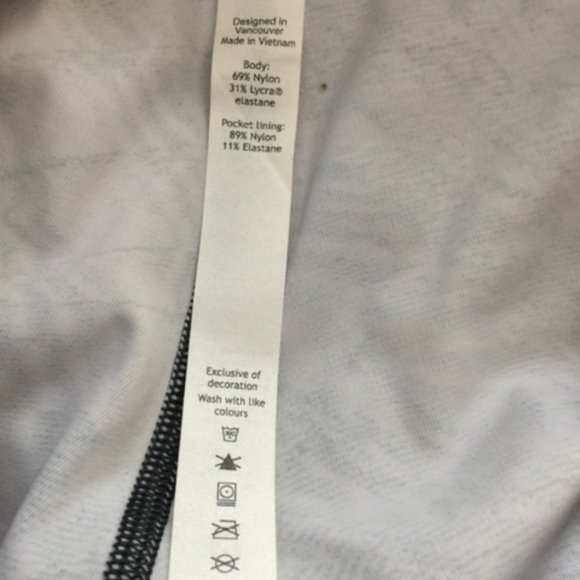 Designed in
Vancouver
Made in Vietnam
Body:
69% Nylon
31% Lycra®
elastane
Pocket lining:
89% Nylon
11% Elastane
Exclusive of
decoration
Wash with like
colours